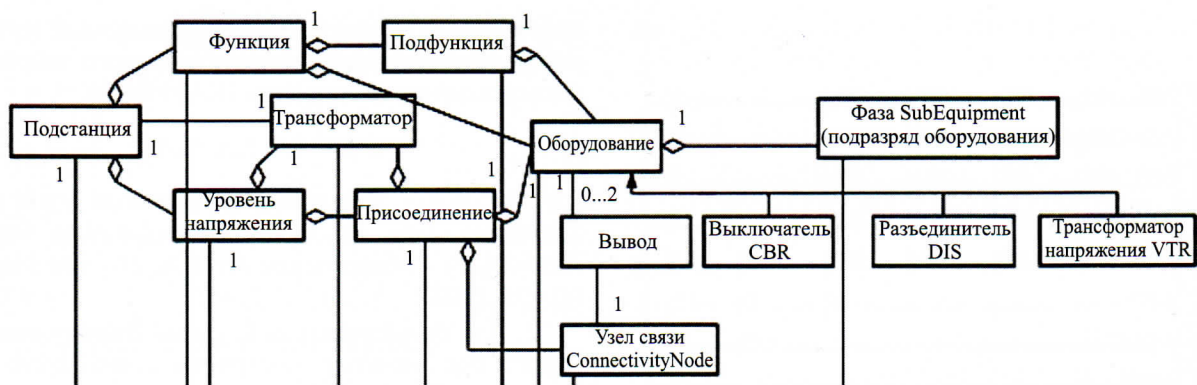 1
1
Функция
Подфункция
1
1
1
Трансформатор
Фаза SubEquipment
(подразряд оборудования)
Подстанция
Оборудование
1
1
1
1
1
1
1
Уровень
напряжения
Присоединение
0...2
1
1
Вывод
Выключатель
CBR
Разъединитель
DIS
Трансформатор
напряжения VTR
1
Узел связи
ConnectivityNode